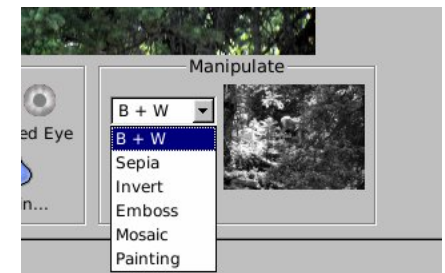 Manipulate
B + W
ed Eye
B + W
Sepia
Invert
n...
Emboss
Mosaic
Painting